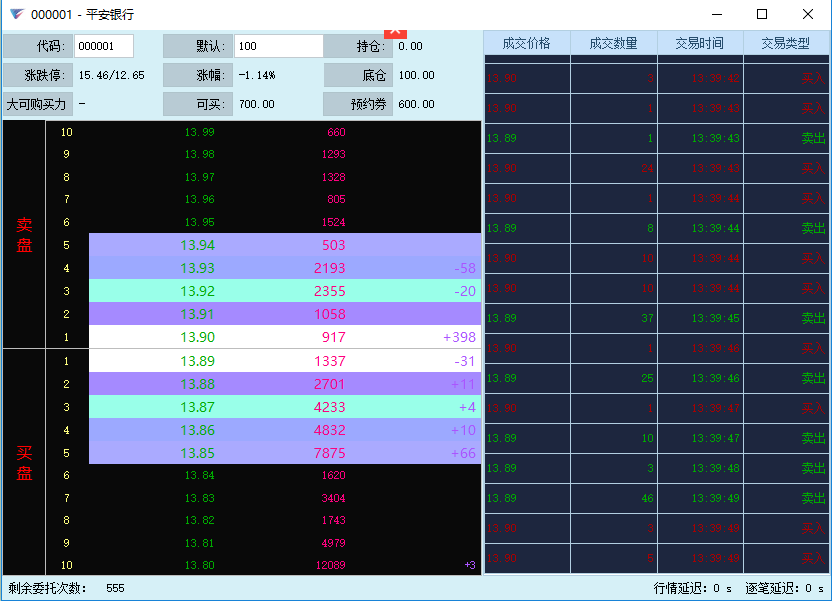 000001 - 平安银行
代码: 000001 默认: 100 持仓: 0.00
涨跌停: 15.46/12.65 涨幅: -1.14% 底仓 100.00
大可购买力 - 可买: 700.00 预约券 600.00
卖盘
10 13.99 660
9 13.98 1293
8 13.97 1328
7 13.96 805
6 13.95 1524
5 13.94 503
4 13.93 2193 -58
3 13.92 2355 -20
2 13.91 1058
1 13.90 917 +398
买盘
1 13.89 1337 -31
2 13.88 2701 +11
3 13.87 4233 +4
4 13.86 4832 +10
5 13.85 7875 +66
6 13.84 1620
7 13.83 3404
8 13.82 1743
9 13.81 4979
10 13.80 12089 +3
成交价格 成交数量 交易时间 交易类型
13.90 3 13:39:42 买入
13.90 1 13:39:43 买入
13.89 1 13:39:43 卖出
13.90 24 13:39:43 买入
13.90 1 13:39:44 买入
13.89 8 13:39:44 卖出
13.90 10 13:39:44 买入
13.90 10 13:39:44 买入
13.89 37 13:39:45 卖出
13.90 1 13:39:46 买入
13.89 25 13:39:46 卖出
13.90 1 13:39:47 买入
13.89 10 13:39:47 卖出
13.89 3 13:39:48 卖出
13.89 46 13:39:49 卖出
13.90 13:39:49 买入
13.90 5 13:39:49 买入
剩余委托次数: 555 行情延迟: 0 s 逐笔延迟: 0 s